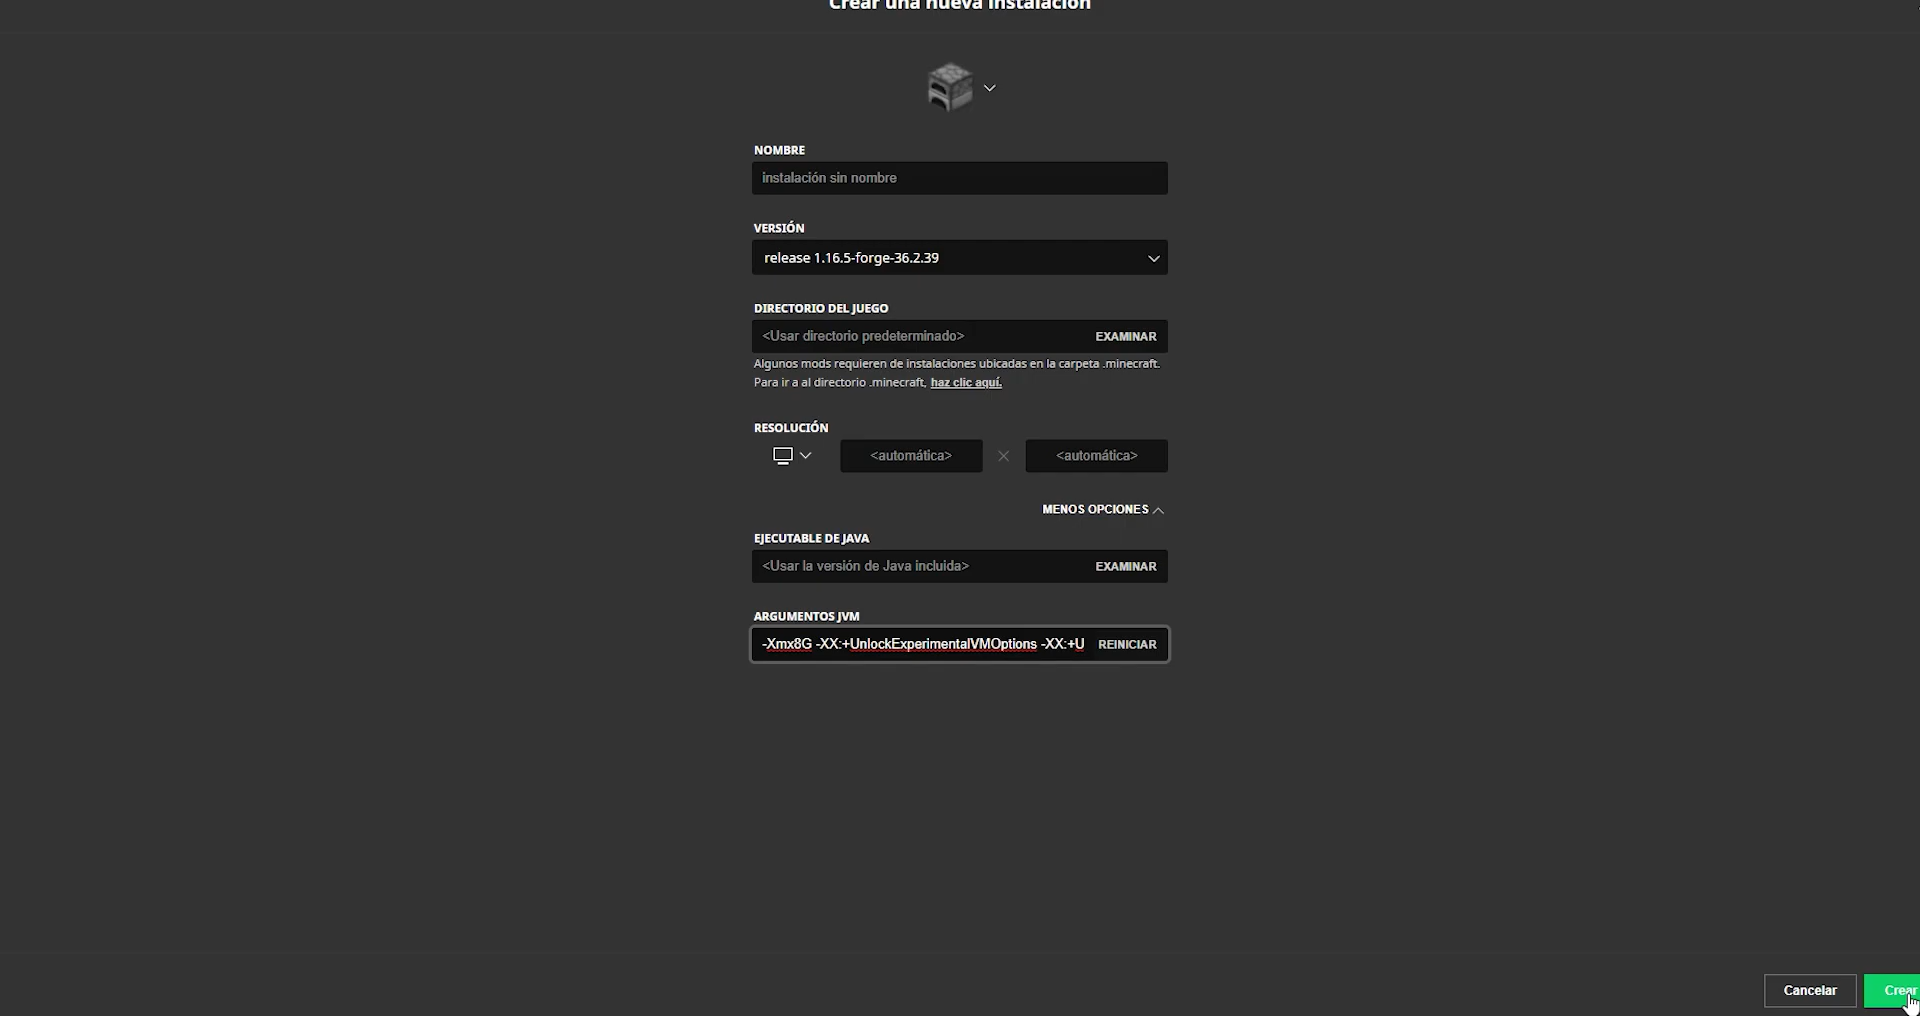 Crear una nueva instalación
NOMBRE
instalación sin nombre
VERSIÓN
release 1.16.5-forge-36.2.39
DIRECTORIO DEL JUEGO
<Usar directorio predeterminado> EXAMINAR
Algunos mods requieren de instalaciones ubicadas en la carpeta .minecraft.
Para ir a al directorio .minecraft, haz clic aquí.
RESOLUCIÓN
<automática> <automática>
MENOS OPCIONES
EJECUTABLE DE JAVA
<Usar la versión de Java incluida> EXAMINAR
ARGUMENTOS JVM
-Xmx8G -XX:+UnlockExperimentalVMOptions -XX:+U REINICIAR
Cancelar Crear